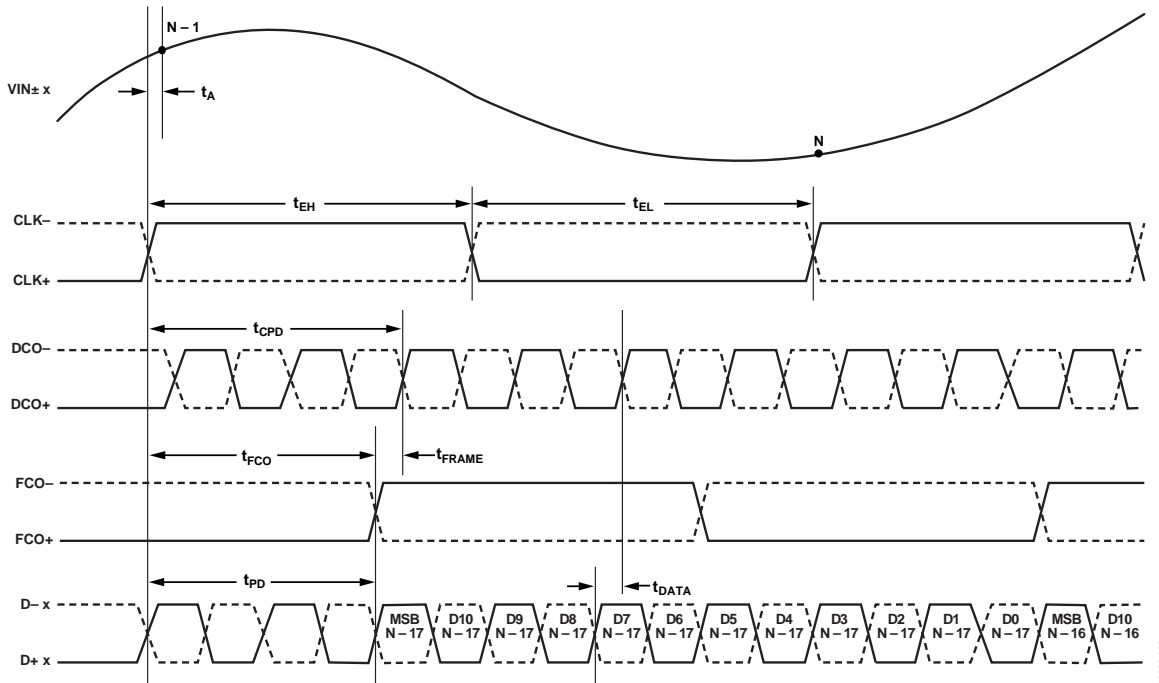 N – 1
VIN± x
tA
N
tEH
tEL
CLK–
CLK+
tCPD
DCO–
DCO+
tFCO
tFRAME
FCO–
FCO+
tPD
tDATA
D– x
MSB D10 D9 D8 D7 D6 D5 D4 D3 D2 D1 D0 MSB D10
N – 17 N – 17 N – 17 N – 17 N – 17 N – 17 N – 17 N – 17 N – 17 N – 17 N – 17 N – 17 N – 16 N – 16
D+ x